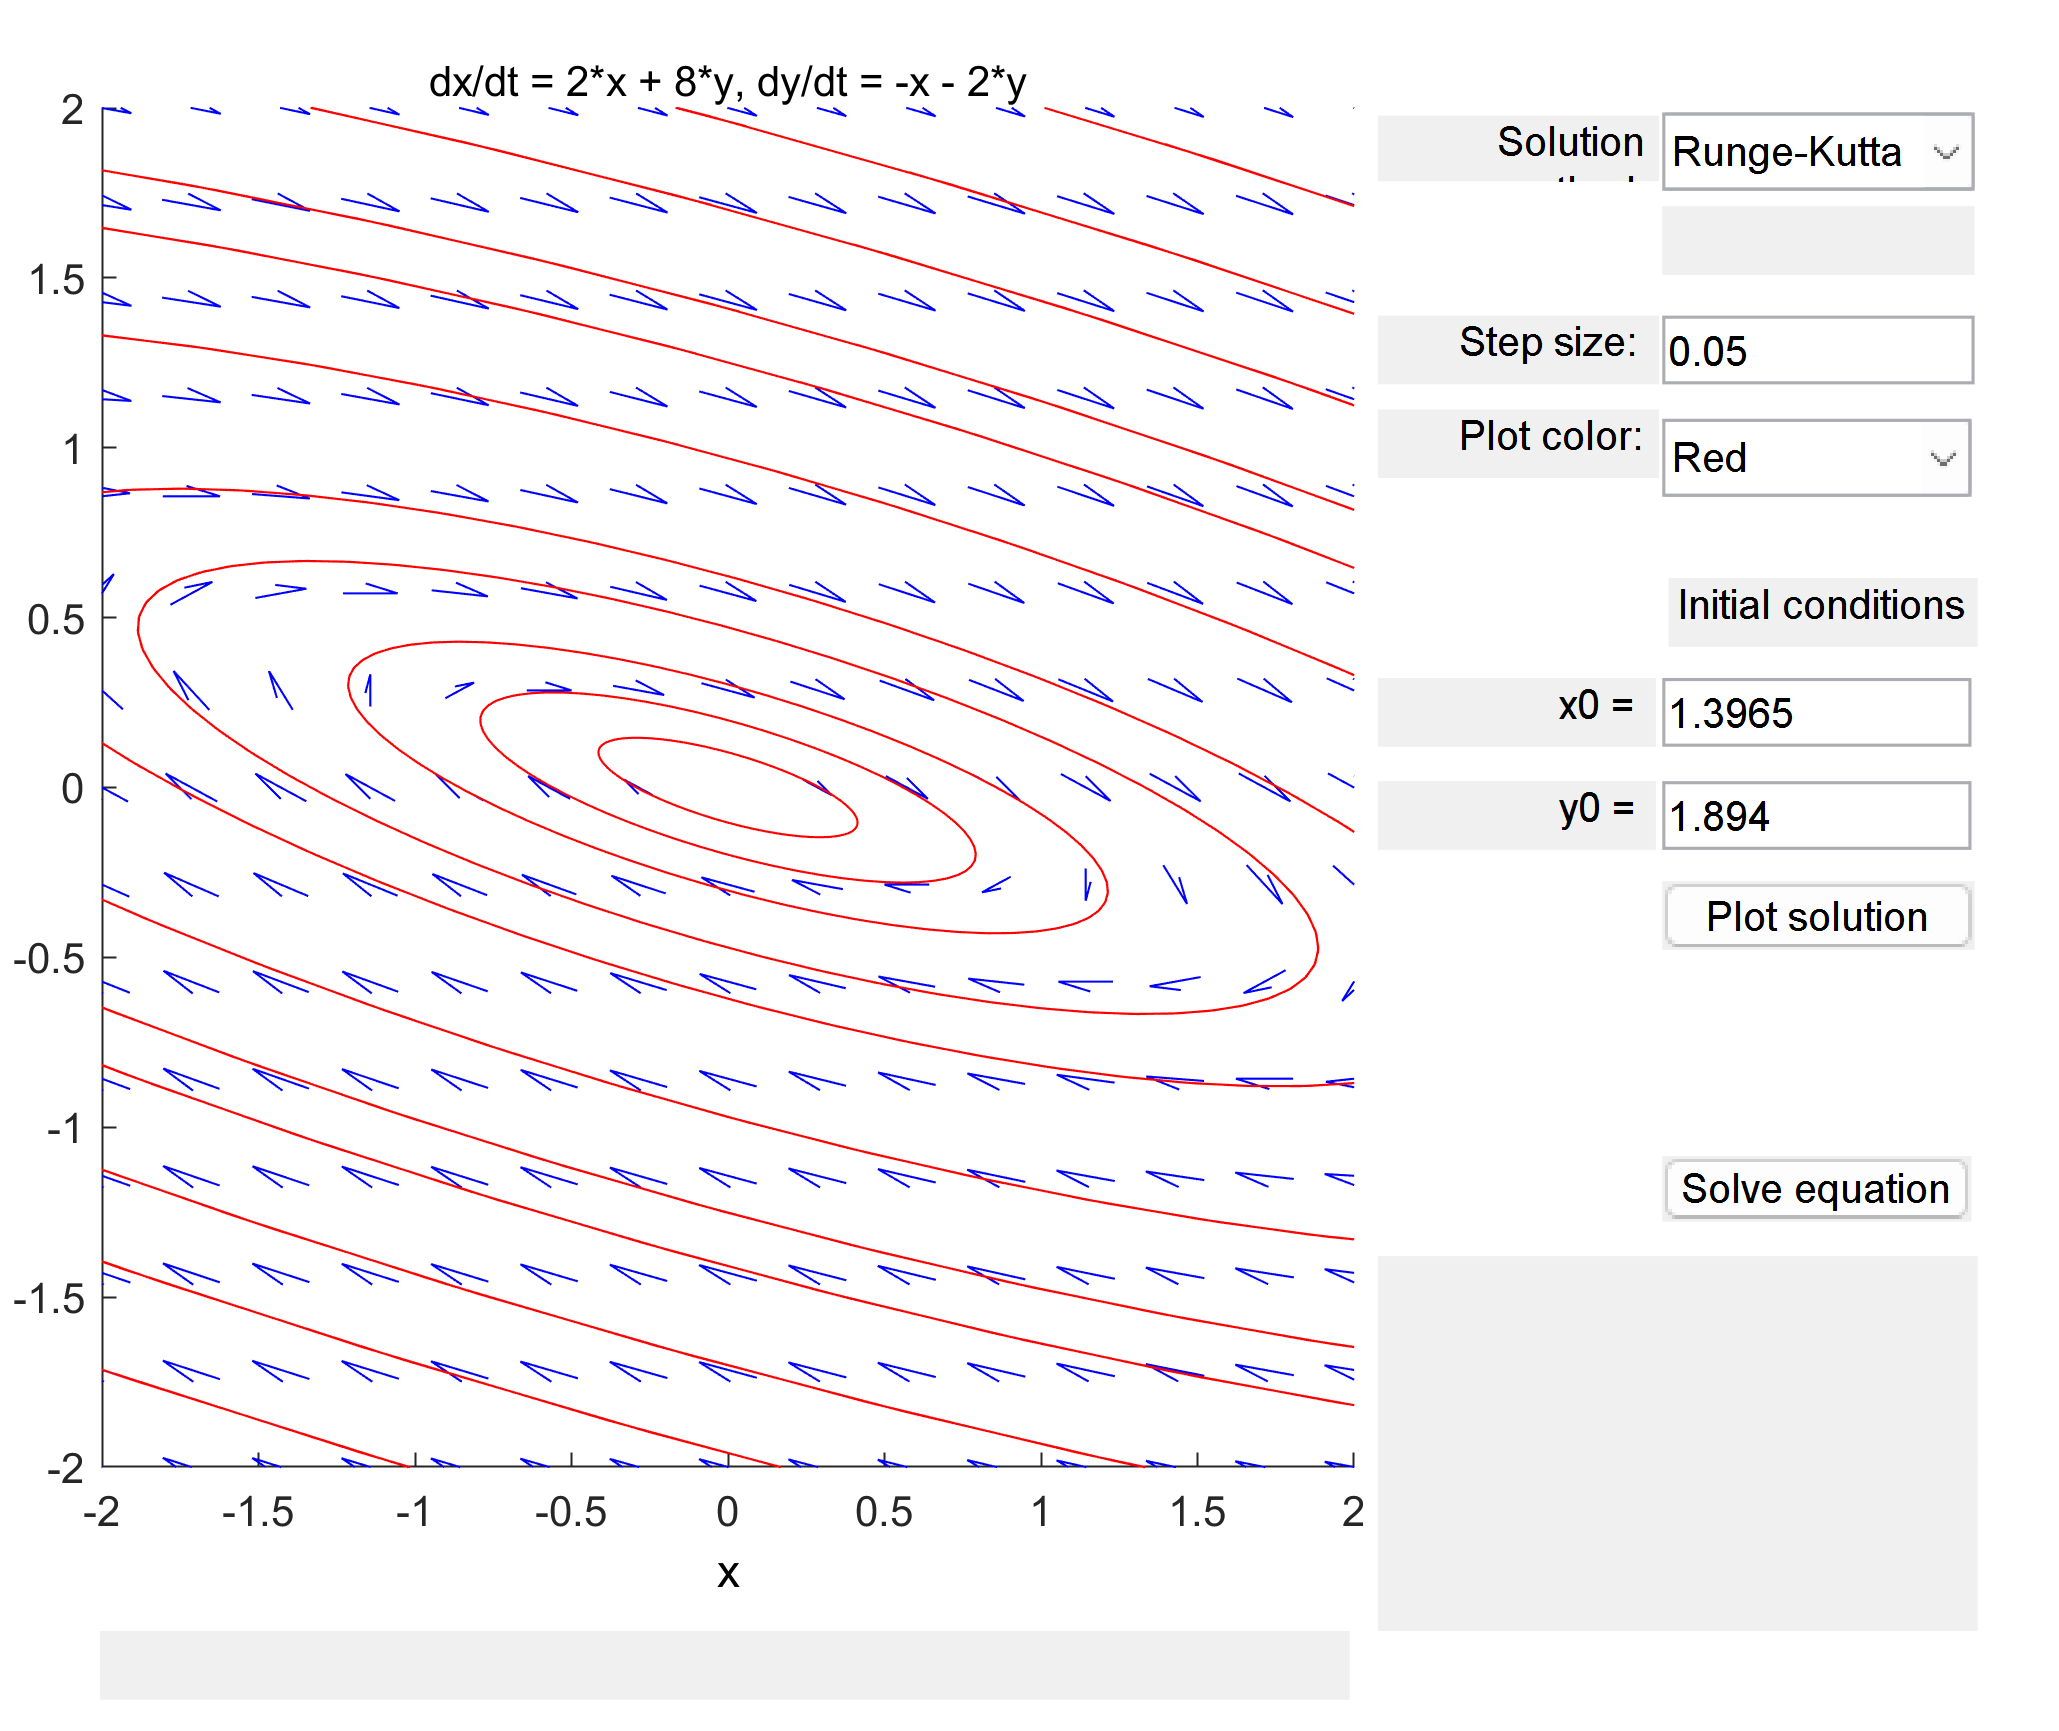 dx/dt = 2*x + 8*y, dy/dt = -x - 2*y
2
1.5
1
0.5
0
-0.5
-1
-1.5
-2
-2 -1.5 -1 -0.5 0 0.5 1 1.5 2
x
Solution
Runge-Kutta
Step size: 0.05
Plot color: Red
Initial conditions
x0 = 1.3965
y0 = 1.894
Plot solution
Solve equation